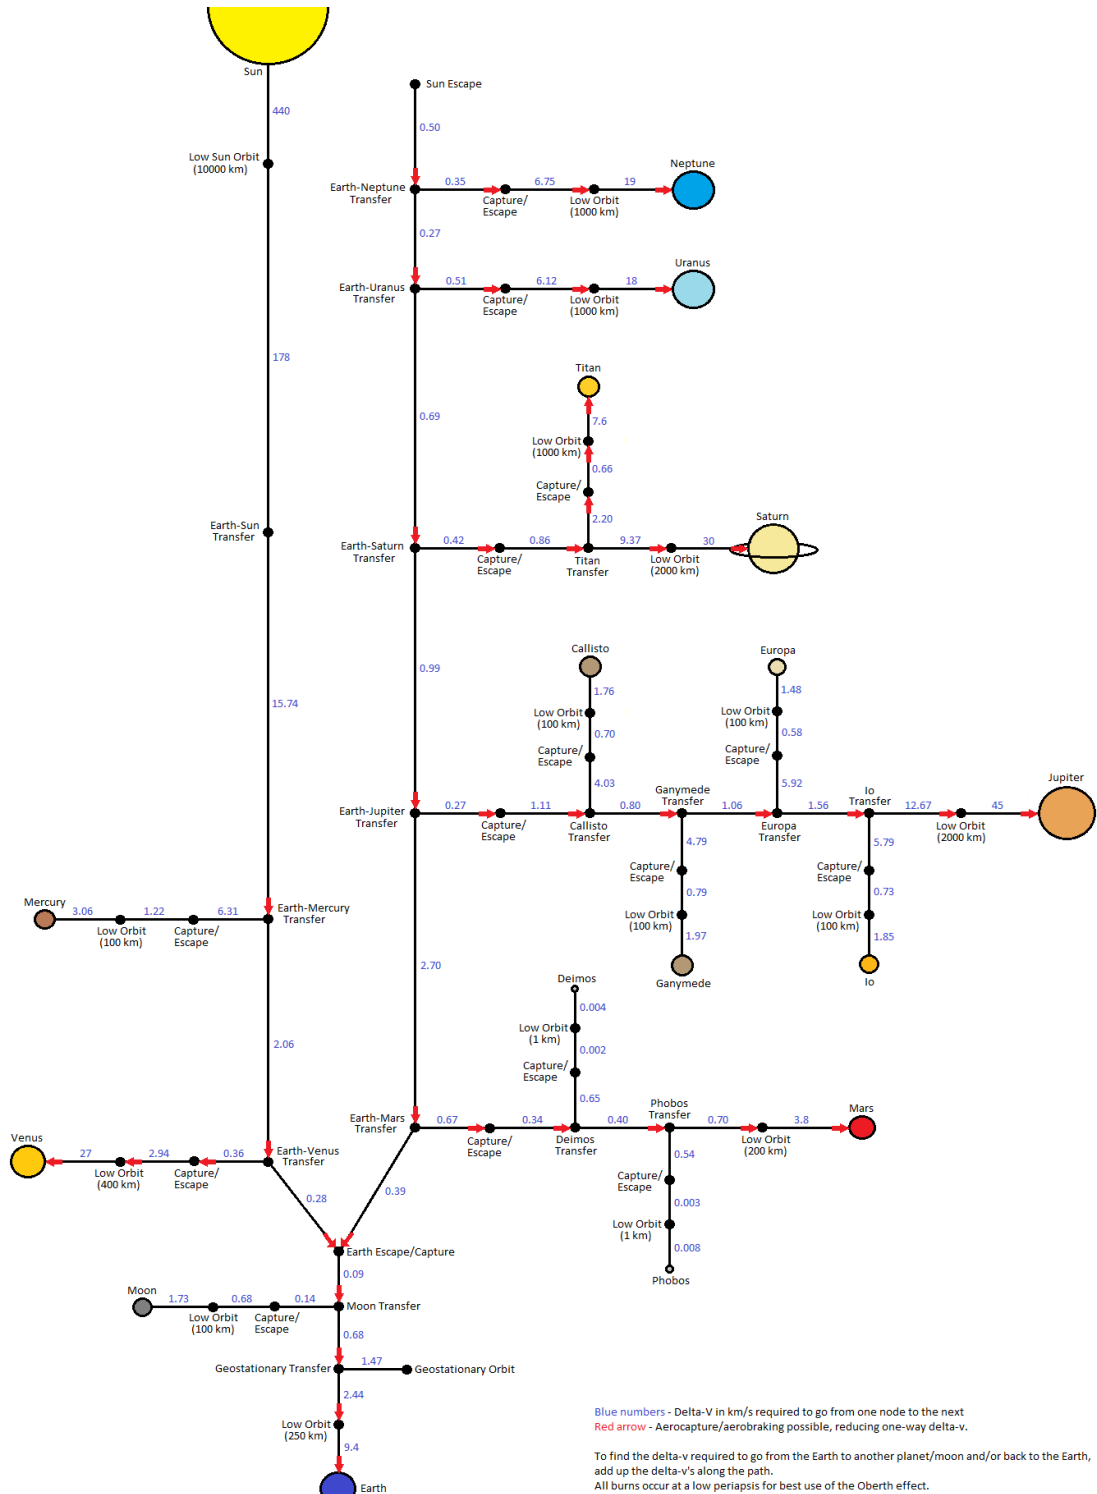 Sun
440
Low Sun Orbit
(10000 km)
178
Earth-Sun
Transfer
15.74
Mercury
3.06
1.22
6.31
Low Orbit
(100 km)
Capture/
Escape
Earth-Mercury
Transfer
2.06
Venus
27
2.94
0.36
Low Orbit
(400 km)
Capture/
Escape
Earth-Venus
Transfer
0.28
Sun Escape
0.50
Earth-Neptune
Transfer
0.35
Capture/
Escape
6.75
Low Orbit
(1000 km)
19
Neptune
0.27
Earth-Uranus
Transfer
0.51
Capture/
Escape
6.12
Low Orbit
(1000 km)
18
Uranus
0.69
Titan
7.6
Low Orbit
(1000 km)
0.66
Capture/
Escape
2.20
Earth-Saturn
Transfer
0.42
Capture/
Escape
0.86
Titan
Transfer
9.37
Low Orbit
(2000 km)
30
Saturn
0.99
Callisto
1.76
Low Orbit
(100 km)
0.70
Capture/
Escape
4.03
Europa
1.48
Low Orbit
(100 km)
0.58
Capture/
Escape
5.92
Earth-Jupiter
Transfer
0.27
Capture/
Escape
1.11
Callisto
Transfer
0.80
Ganymede
Transfer
1.06
Europa
Transfer
1.56
Io
Transfer
12.67
Low Orbit
(2000 km)
45
Jupiter
4.79
Capture/
Escape
0.79
Low Orbit
(100 km)
1.97
Ganymede
5.79
Capture/
Escape
0.73
Low Orbit
(100 km)
1.85
Io
2.70
Deimos
0.004
Low Orbit
(1 km)
0.002
Capture/
Escape
0.65
Earth-Mars
Transfer
0.67
Capture/
Escape
0.34
Deimos
Transfer
0.40
Phobos
Transfer
0.70
Low Orbit
(200 km)
3.8
Mars
0.54
Capture/
Escape
0.003
Low Orbit
(1 km)
0.008
Phobos
0.39
Earth Escape/Capture
0.09
Moon
1.73
0.68
0.14
Low Orbit
(100 km)
Capture/
Escape
Moon Transfer
0.68
Geostationary Transfer
1.47
Geostationary Orbit
2.44
Low Orbit
(250 km)
9.4
Earth
Blue numbers - Delta-V in km/s required to go from one node to the next
Red arrow - Aerocapture/aerobraking possible, reducing one-way delta-v.
To find the delta-v required to go from the Earth to another planet/moon and/or back to the Earth,
add up the delta-v's along the path.
All burns occur at a low periapsis for best use of the Oberth effect.